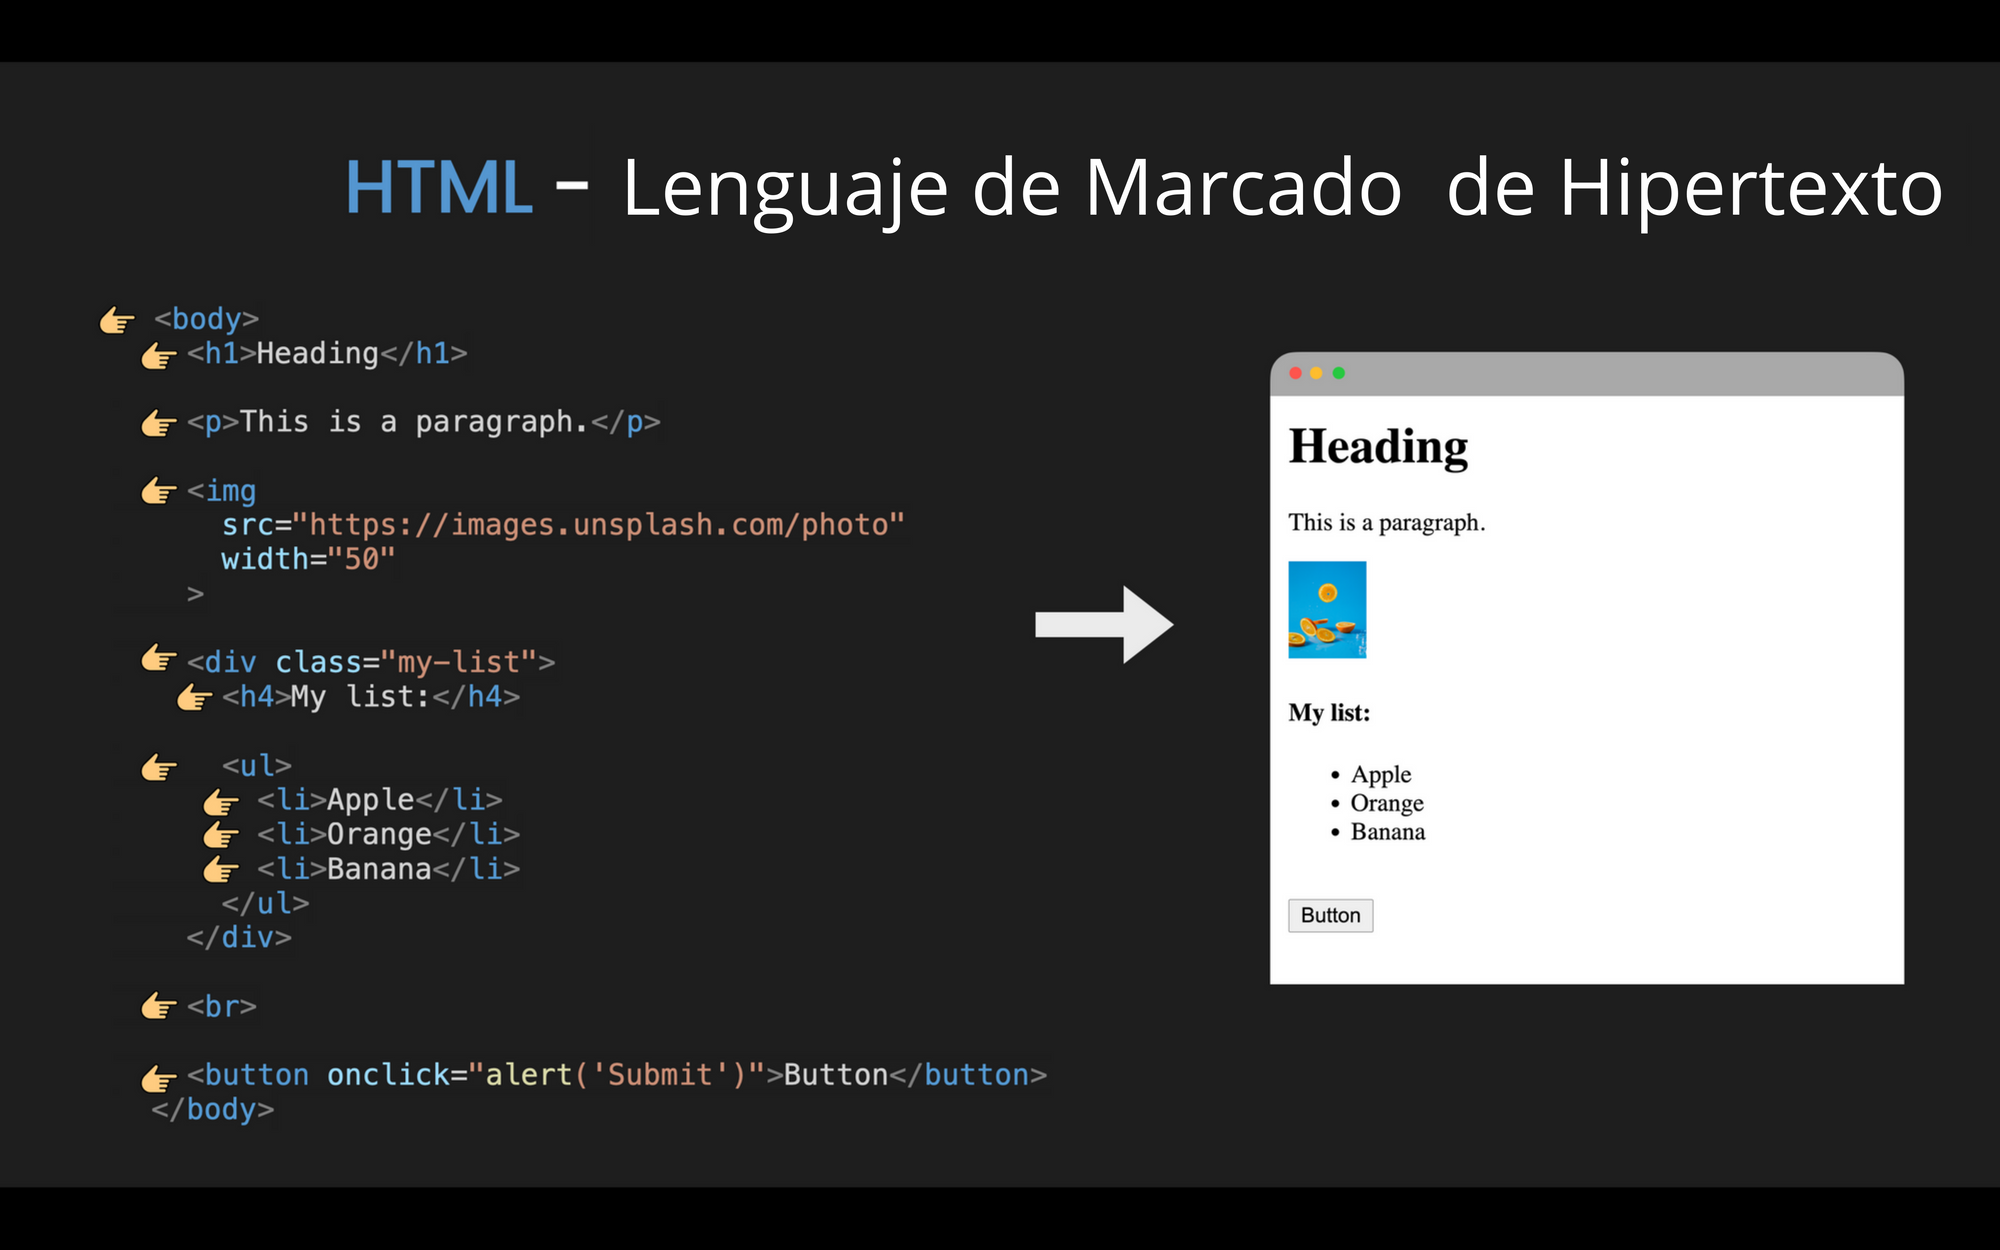 HTML - Lenguaje de Marcado de Hipertexto
<body>
<h1>Heading</h1>
<p>This is a paragraph.</p>
<img
src="https://images.unsplash.com/photo"
width="50"
>
<div class="my-list">
<h4>My list:</h4>
<ul>
<li>Apple</li>
<li>Orange</li>
<li>Banana</li>
</ul>
</div>
<br>
<button onclick="alert('Submit')">Button</button>
</body>
Heading
This is a paragraph.
My list:
• Apple
• Orange
• Banana
Button